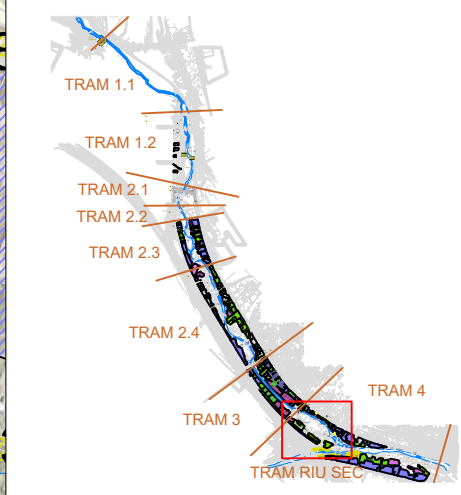 TRAM 1.1
TRAM 1.2
TRAM 2.1
TRAM 2.2
TRAM 2.3
TRAM 2.4
TRAM 4
TRAM 3
TRAM RIU SEC